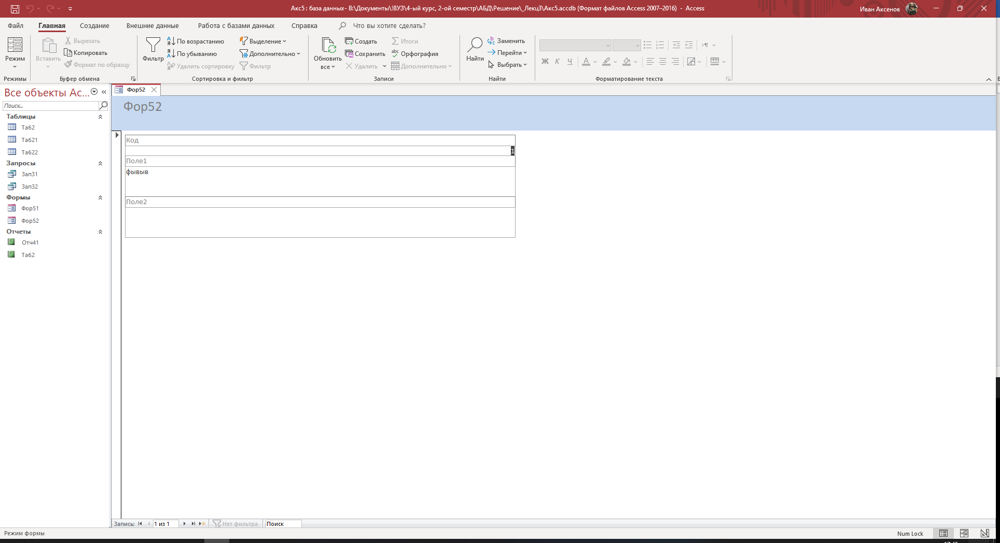 Акс5 : база данных- B:\Документы\!ВУЗ\4-ый курс, 2-ой семестр\АБД\Решение\_Лекц3\Акс5.accdb (Формат файлов Access 2007–2016) - Access
Иван Аксенов
Файл Главная Создание Внешние данные Работа с базами данных Справка Что вы хотите сделать?
Режим
Режимы
Вставить
Вырезать
Копировать
Формат по образцу
Буфер обмена
Фильтр
По возрастанию
По убыванию
Удалить сортировку
Выделение
Дополнительно
Фильтр
Сортировка и фильтр
Обновить
все
Создать
Сохранить
Удалить
Итоги
Орфография
Дополнительно
Записи
Найти
Заменить
Перейти
Выбрать
Найти
Ж К Ч
Форматирование текста
Все объекты Ac...
Поиск...
Таблицы
Таб2
Таб21
Таб22
Запросы
Зап31
Зап32
Формы
Фор51
Фор52
Отчеты
Отч41
Таб2
Фор52
Фор52
Код
1
Поле1
фывыв
Поле2
Запись: 1 из 1 Нет фильтра Поиск
Режим формы
Num Lock